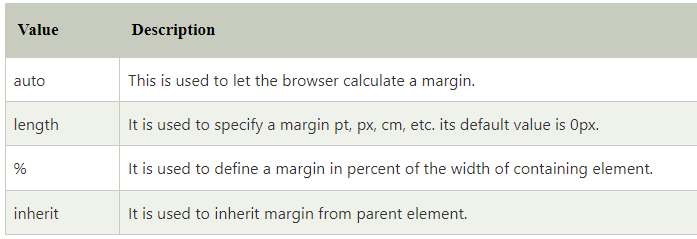 Value Description
auto This is used to let the browser calculate a margin.
length It is used to specify a margin pt, px, cm, etc. its default value is 0px.
% It is used to define a margin in percent of the width of containing element.
inherit It is used to inherit margin from parent element.